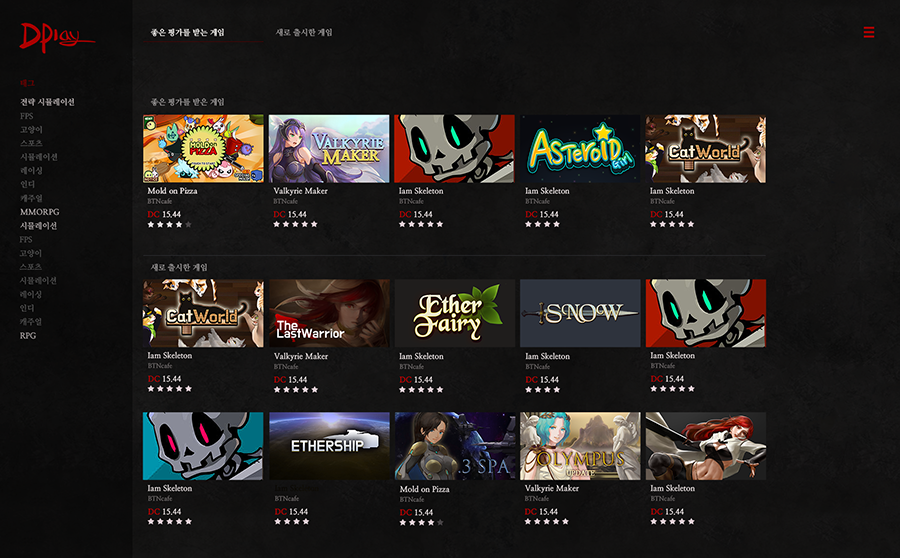 DPlay
좋은 평가를 받는 게임
새로 출시한 게임
태그
전략 시뮬레이션
FPS
고양이
스포츠
시뮬레이션
레이싱
인디
캐주얼
MMORPG
시뮬레이션
FPS
고양이
스포츠
시뮬레이션
레이싱
인디
캐주얼
RPG
좋은 평가를 받은 게임
HOLD ON PIZZA
VALKYRIE MAKER
ASTEROID
CatWorld
Mold on Pizza
BTNcafe
DC 15.44
Valkyrie Maker
BTNcafe
DC 15.44
Iam Skeleton
BTNcafe
DC 15.44
Iam Skeleton
BTNcafe
DC 15.44
Iam Skeleton
BTNcafe
DC 15.44
새로 출시한 게임
CatWorld
The LastWarrior
Ether Fairy
SNOW
Iam Skeleton
BTNcafe
DC 15.44
Valkyrie Maker
BTNcafe
DC 15.44
Iam Skeleton
BTNcafe
DC 15.44
Iam Skeleton
BTNcafe
DC 15.44
Iam Skeleton
BTNcafe
DC 15.44
ETHERSHIP
3 SPA
OLYMPUS
UPDATE
Iam Skeleton
BTNcafe
DC 15.44
BTNcafe
DC 15.44
Mold on Pizza
BTNcafe
DC 15.44
Valkyrie Maker
BTNcafe
DC 15.44
Iam Skeleton
BTNcafe
DC 15.44